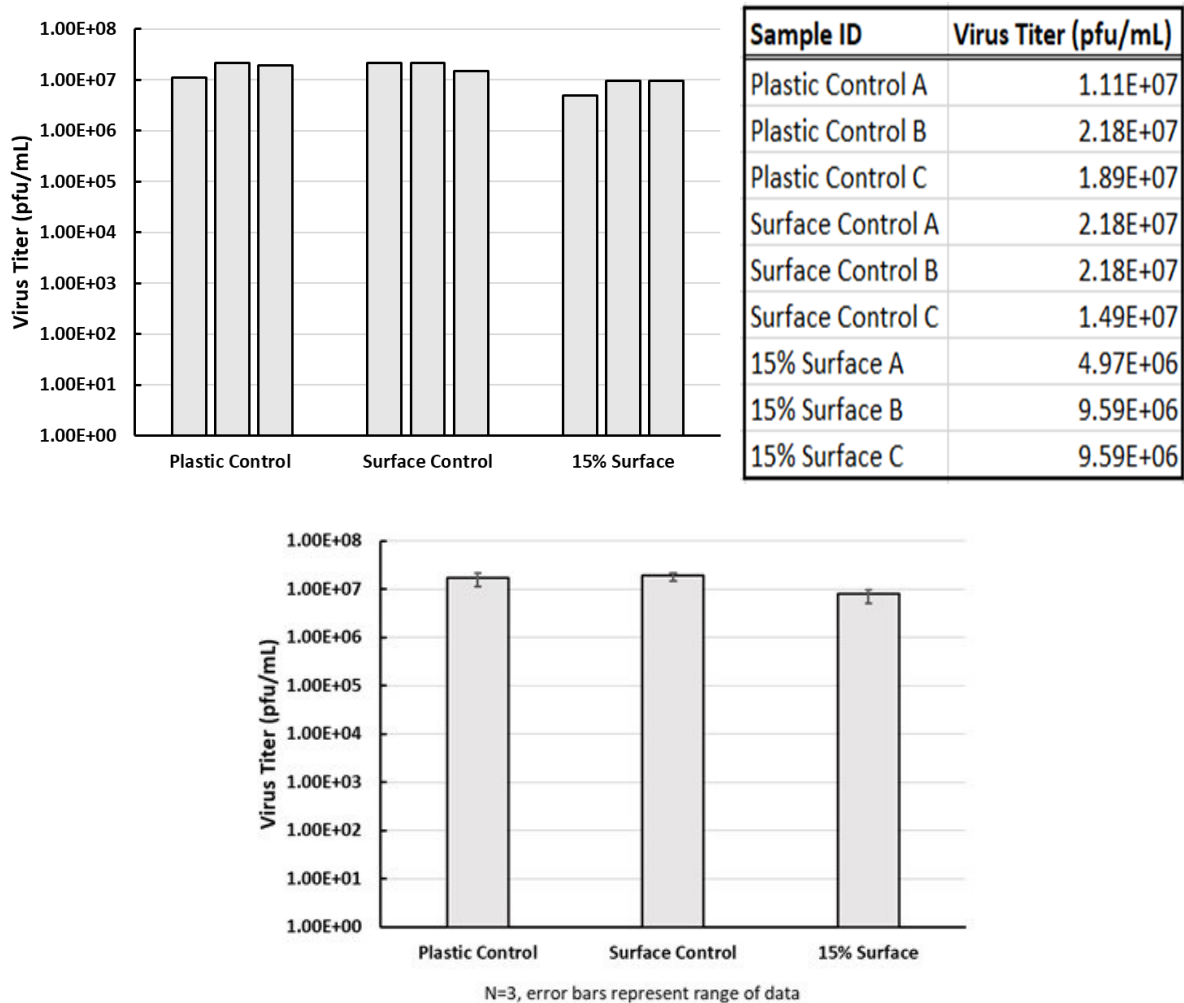 1.00E+08
1.00E+07
1.00E+06
1.00E+05
1.00E+04
1.00E+03
1.00E+02
1.00E+01
1.00E+00
Virus Titer (pfu/mL)
Plastic Control Surface Control 15% Surface
Sample ID Virus Titer (pfu/mL)
Plastic Control A 1.11E+07
Plastic Control B 2.18E+07
Plastic Control C 1.89E+07
Surface Control A 2.18E+07
Surface Control B 2.18E+07
Surface Control C 1.49E+07
15% Surface A 4.97E+06
15% Surface B 9.59E+06
15% Surface C 9.59E+06
1.00E+08
1.00E+07
1.00E+06
1.00E+05
1.00E+04
1.00E+03
1.00E+02
1.00E+01
1.00E+00
Virus Titer (pfu/mL)
Plastic Control Surface Control 15% Surface
N=3, error bars represent range of data